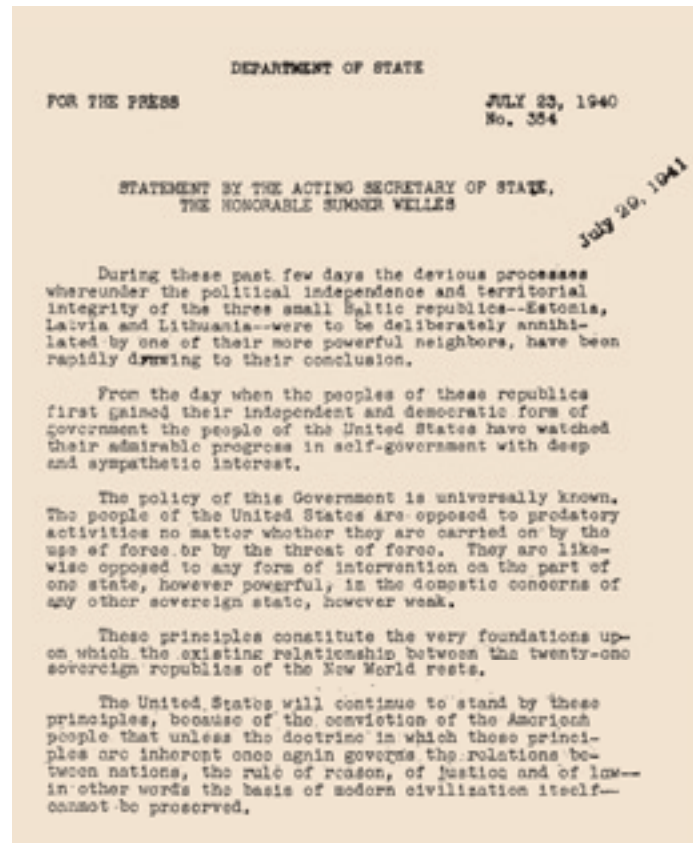 DEPARTMENT OF STATE
FOR THE PRESS
JULY 23, 1940
No. 354
STATEMENT BY THE ACTING SECRETARY OF STATE,
THE HONORABLE SUMNER WELLES
July 29, 1941
During these past few days the devious processes
whereunder the political independence and territorial
integrity of the three small Baltic republics--Estonia,
Latvia and Lithuania--were to be deliberately annihi-
lated by one of their more powerful neighbors, have been
rapidly drawing to their conclusion.
From the day when the peoples of these republics
first gained their independent and democratic form of
government the people of the United States have watched
their admirable progress in self-government with deep
and sympathetic interest.
The policy of this Government is universally known.
The people of the United States are opposed to predatory
activities no matter whether they are carried on by the
use of force or by the threat of force. They are like-
wise opposed to any form of intervention on the part of
one state, however powerful, in the domestic concerns of
any other sovereign state, however weak.
These principles constitute the very foundations up-
on which the existing relationship between the twenty-one
sovereign republics of the New World rests.
The United States will continue to stand by these
principles, because of the conviction of the American
people that unless the doctrine in which these princi-
ples are inherent once again governs the relations be-
tween nations, the rule of reason, of justice and of law--
in other words the basis of modern civilization itself--
cannot be preserved.